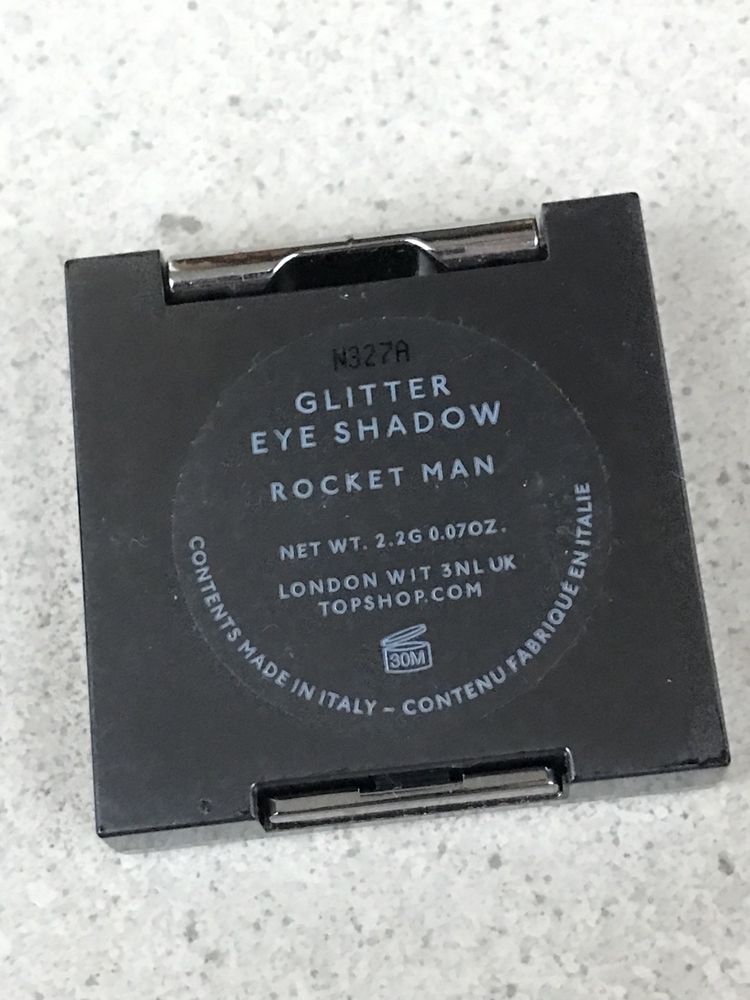 N327A
GLITTER
EYE SHADOW
ROCKET MAN
NET WT. 2.2G 0.07OZ.
LONDON W1T 3NL UK
TOPSHOP.COM
30M
CONTENTS MADE IN ITALY – CONTENU FABRIQUÉ EN ITALIE